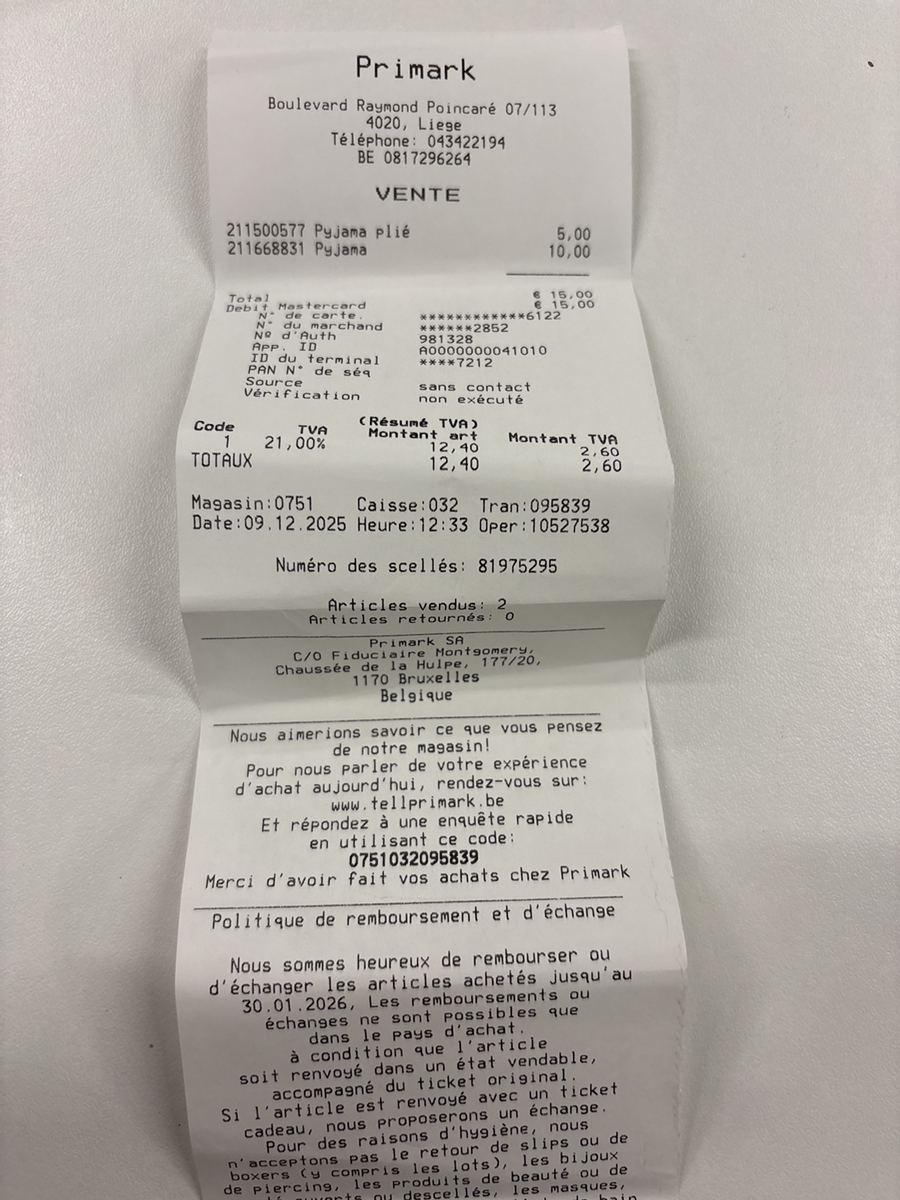 Primark
Boulevard Raymond Poincaré 07/113
4020, Liege
Téléphone: 043422194
BE 0817296264
VENTE
211500577 Pyjama plié 5,00
211668831 Pyjama 10,00
Total € 15,00
Debit Mastercard € 15,00
N° de carte. ************6122
N° du marchand ******2852
Nº d'Auth 981328
App. ID A0000000041010
ID du terminal ****7212
PAN N° de séq
Source sans contact
Vérification non exécuté
(Résumé TVA)
Code TVA Montant art Montant TVA
1 21,00% 12,40 2,60
TOTAUX 12,40 2,60
Magasin:0751 Caisse:032 Tran:095839
Date:09.12.2025 Heure:12:33 Oper:10527538
Numéro des scellés: 81975295
Articles vendus: 2
Articles retournés: 0
Primark SA
C/O Fiduciaire Montgomery,
Chaussée de la Hulpe, 177/20,
1170 Bruxelles
Belgique
Nous aimerions savoir ce que vous pensez
de notre magasin!
Pour nous parler de votre expérience
d'achat aujourd'hui, rendez-vous sur:
www.tellprimark.be
Et répondez à une enquête rapide
en utilisant ce code:
0751032095839
Merci d'avoir fait vos achats chez Primark
Politique de remboursement et d'échange
Nous sommes heureux de rembourser ou
d'échanger les articles achetés jusqu'au
30.01.2026, Les remboursements ou
échanges ne sont possibles que
dans le pays d'achat.
à condition que l'article
soit renvoyé dans un état vendable,
accompagné du ticket original.
Si l'article est renvoyé avec un ticket
cadeau, nous proposerons un échange.
Pour des raisons d'hygiène, nous
n'acceptons pas le retour de slips ou de
boxers (y compris les lots), les bijoux
de piercing, les produits de beauté ou de
ou descellés, les masques,